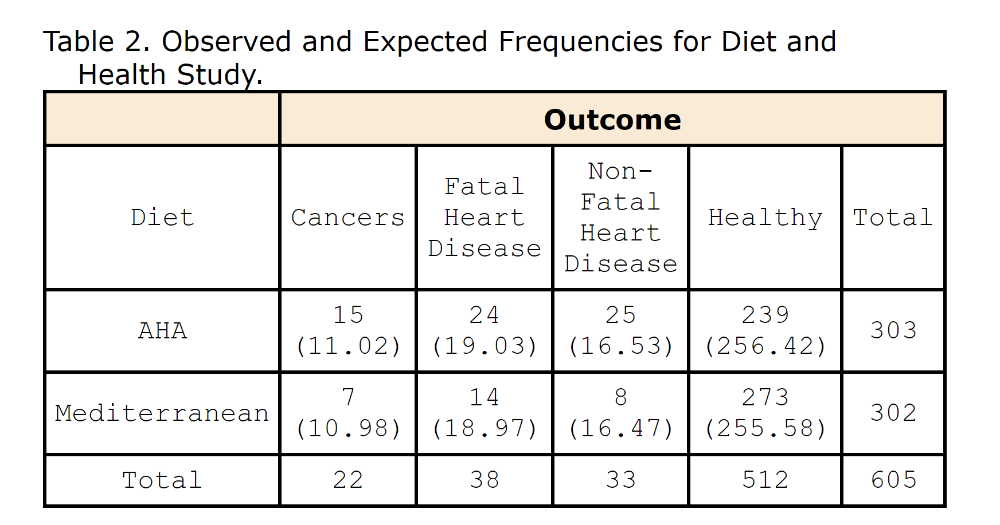 Table 2. Observed and Expected Frequencies for Diet and
Health Study.
Outcome
Diet
Cancers
Fatal
Heart
Disease
Non-
Fatal
Heart
Disease
Healthy
Total
AHA
15
(11.02)
24
(19.03)
25
(16.53)
239
(256.42)
303
Mediterranean
7
(10.98)
14
(18.97)
8
(16.47)
273
(255.58)
302
Total
22
38
33
512
605